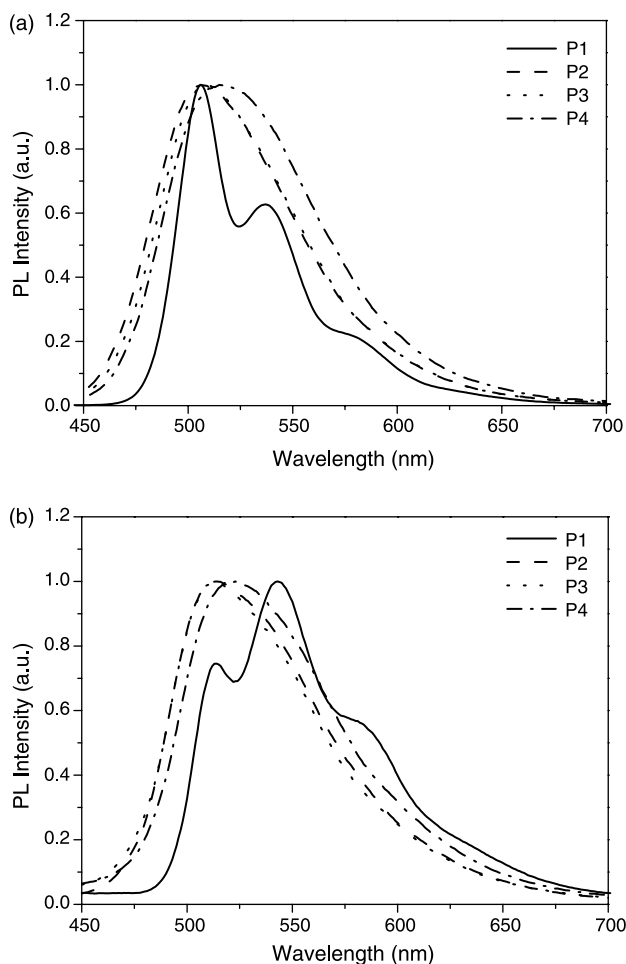 (a)
1.2
1.0
0.8
0.6
0.4
0.2
0.0
PL Intensity (a.u.)
P1
P2
P3
P4
450 500 550 600 650 700
Wavelength (nm)
(b)
1.2
1.0
0.8
0.6
0.4
0.2
0.0
PL Intensity (a.u.)
P1
P2
P3
P4
450 500 550 600 650 700
Wavelength (nm)